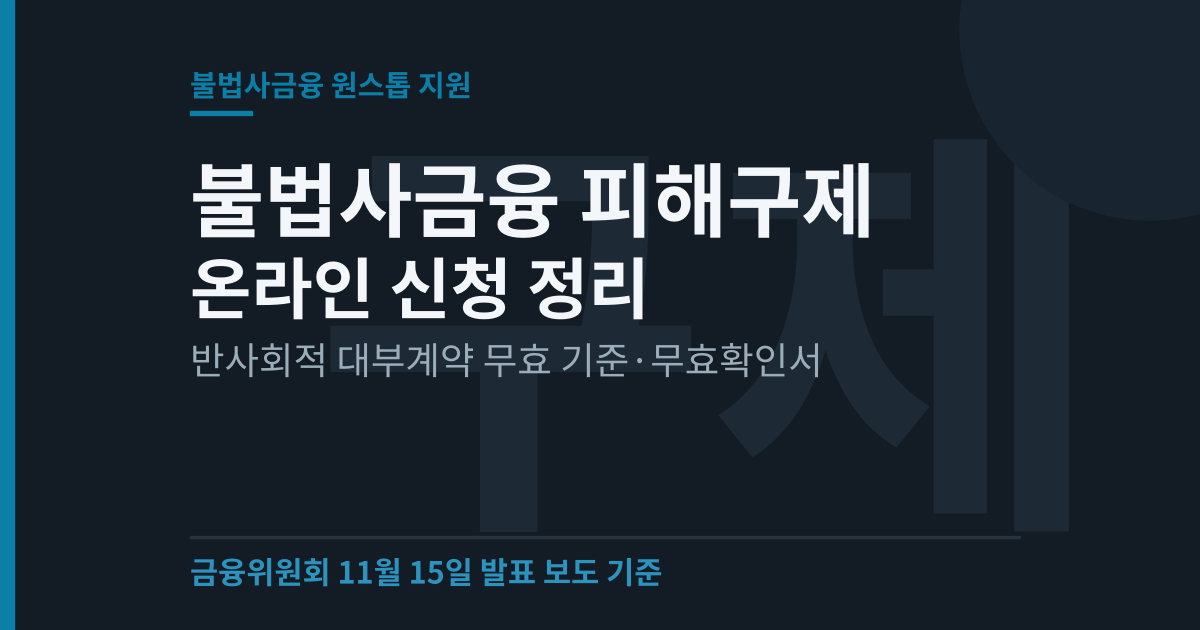 불법사금융 원스톱 지원
불법사금융 피해구제
온라인 신청 정리
반사회적 대부계약 무효 기준·무효확인서
구제
금융위원회 11월 15일 발표 보도 기준